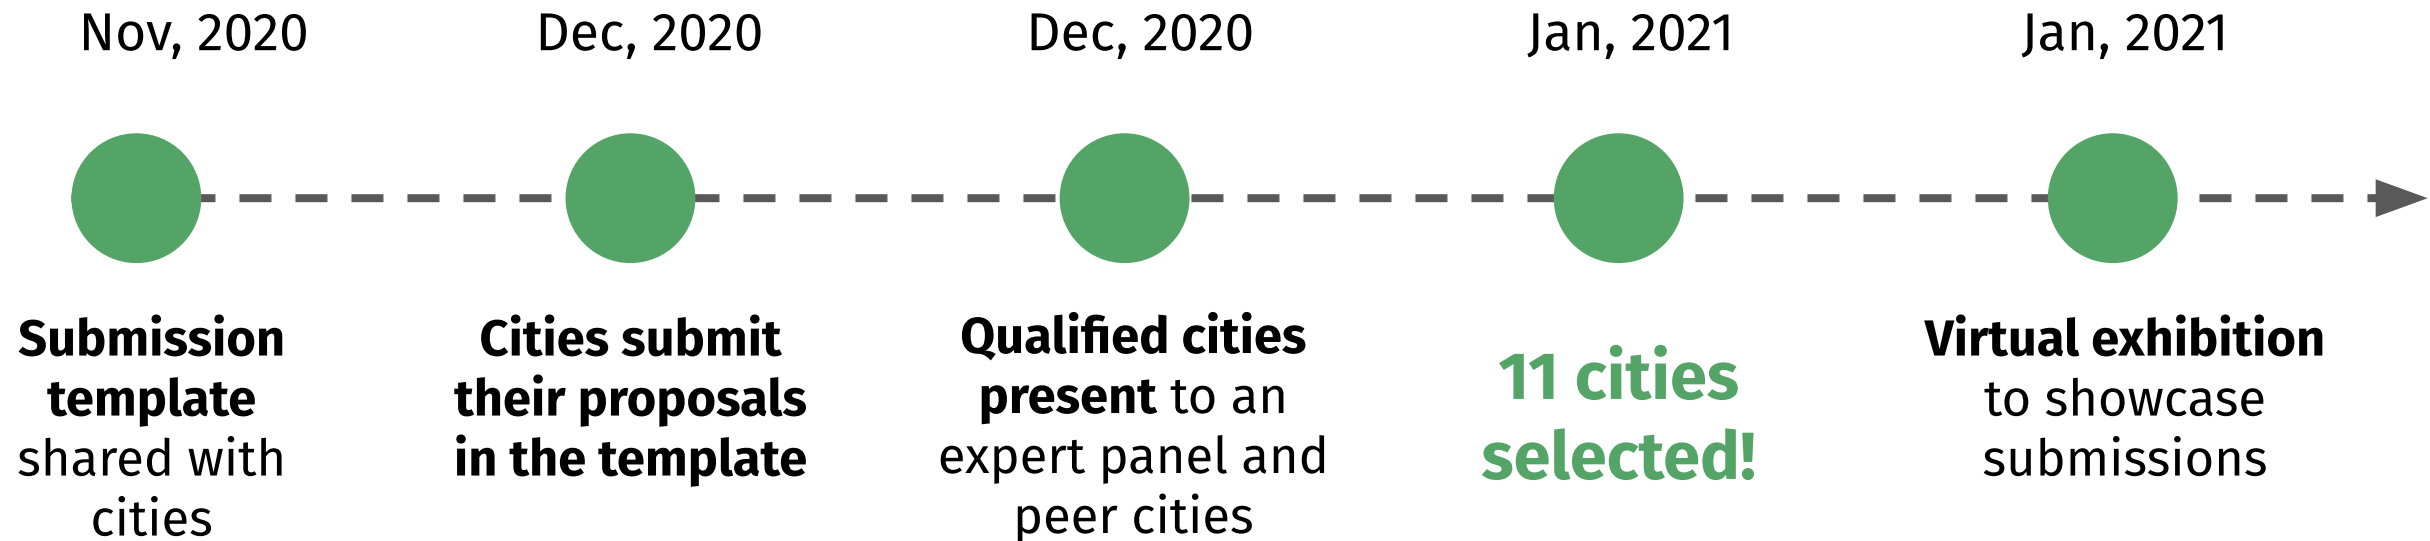 Nov, 2020
Dec, 2020
Dec, 2020
Jan, 2021
Jan, 2021
Submission
template
shared with
cities
Cities submit
their proposals
in the template
Qualified cities
present to an
expert panel and
peer cities
11 cities
selected!
Virtual exhibition
to showcase
submissions